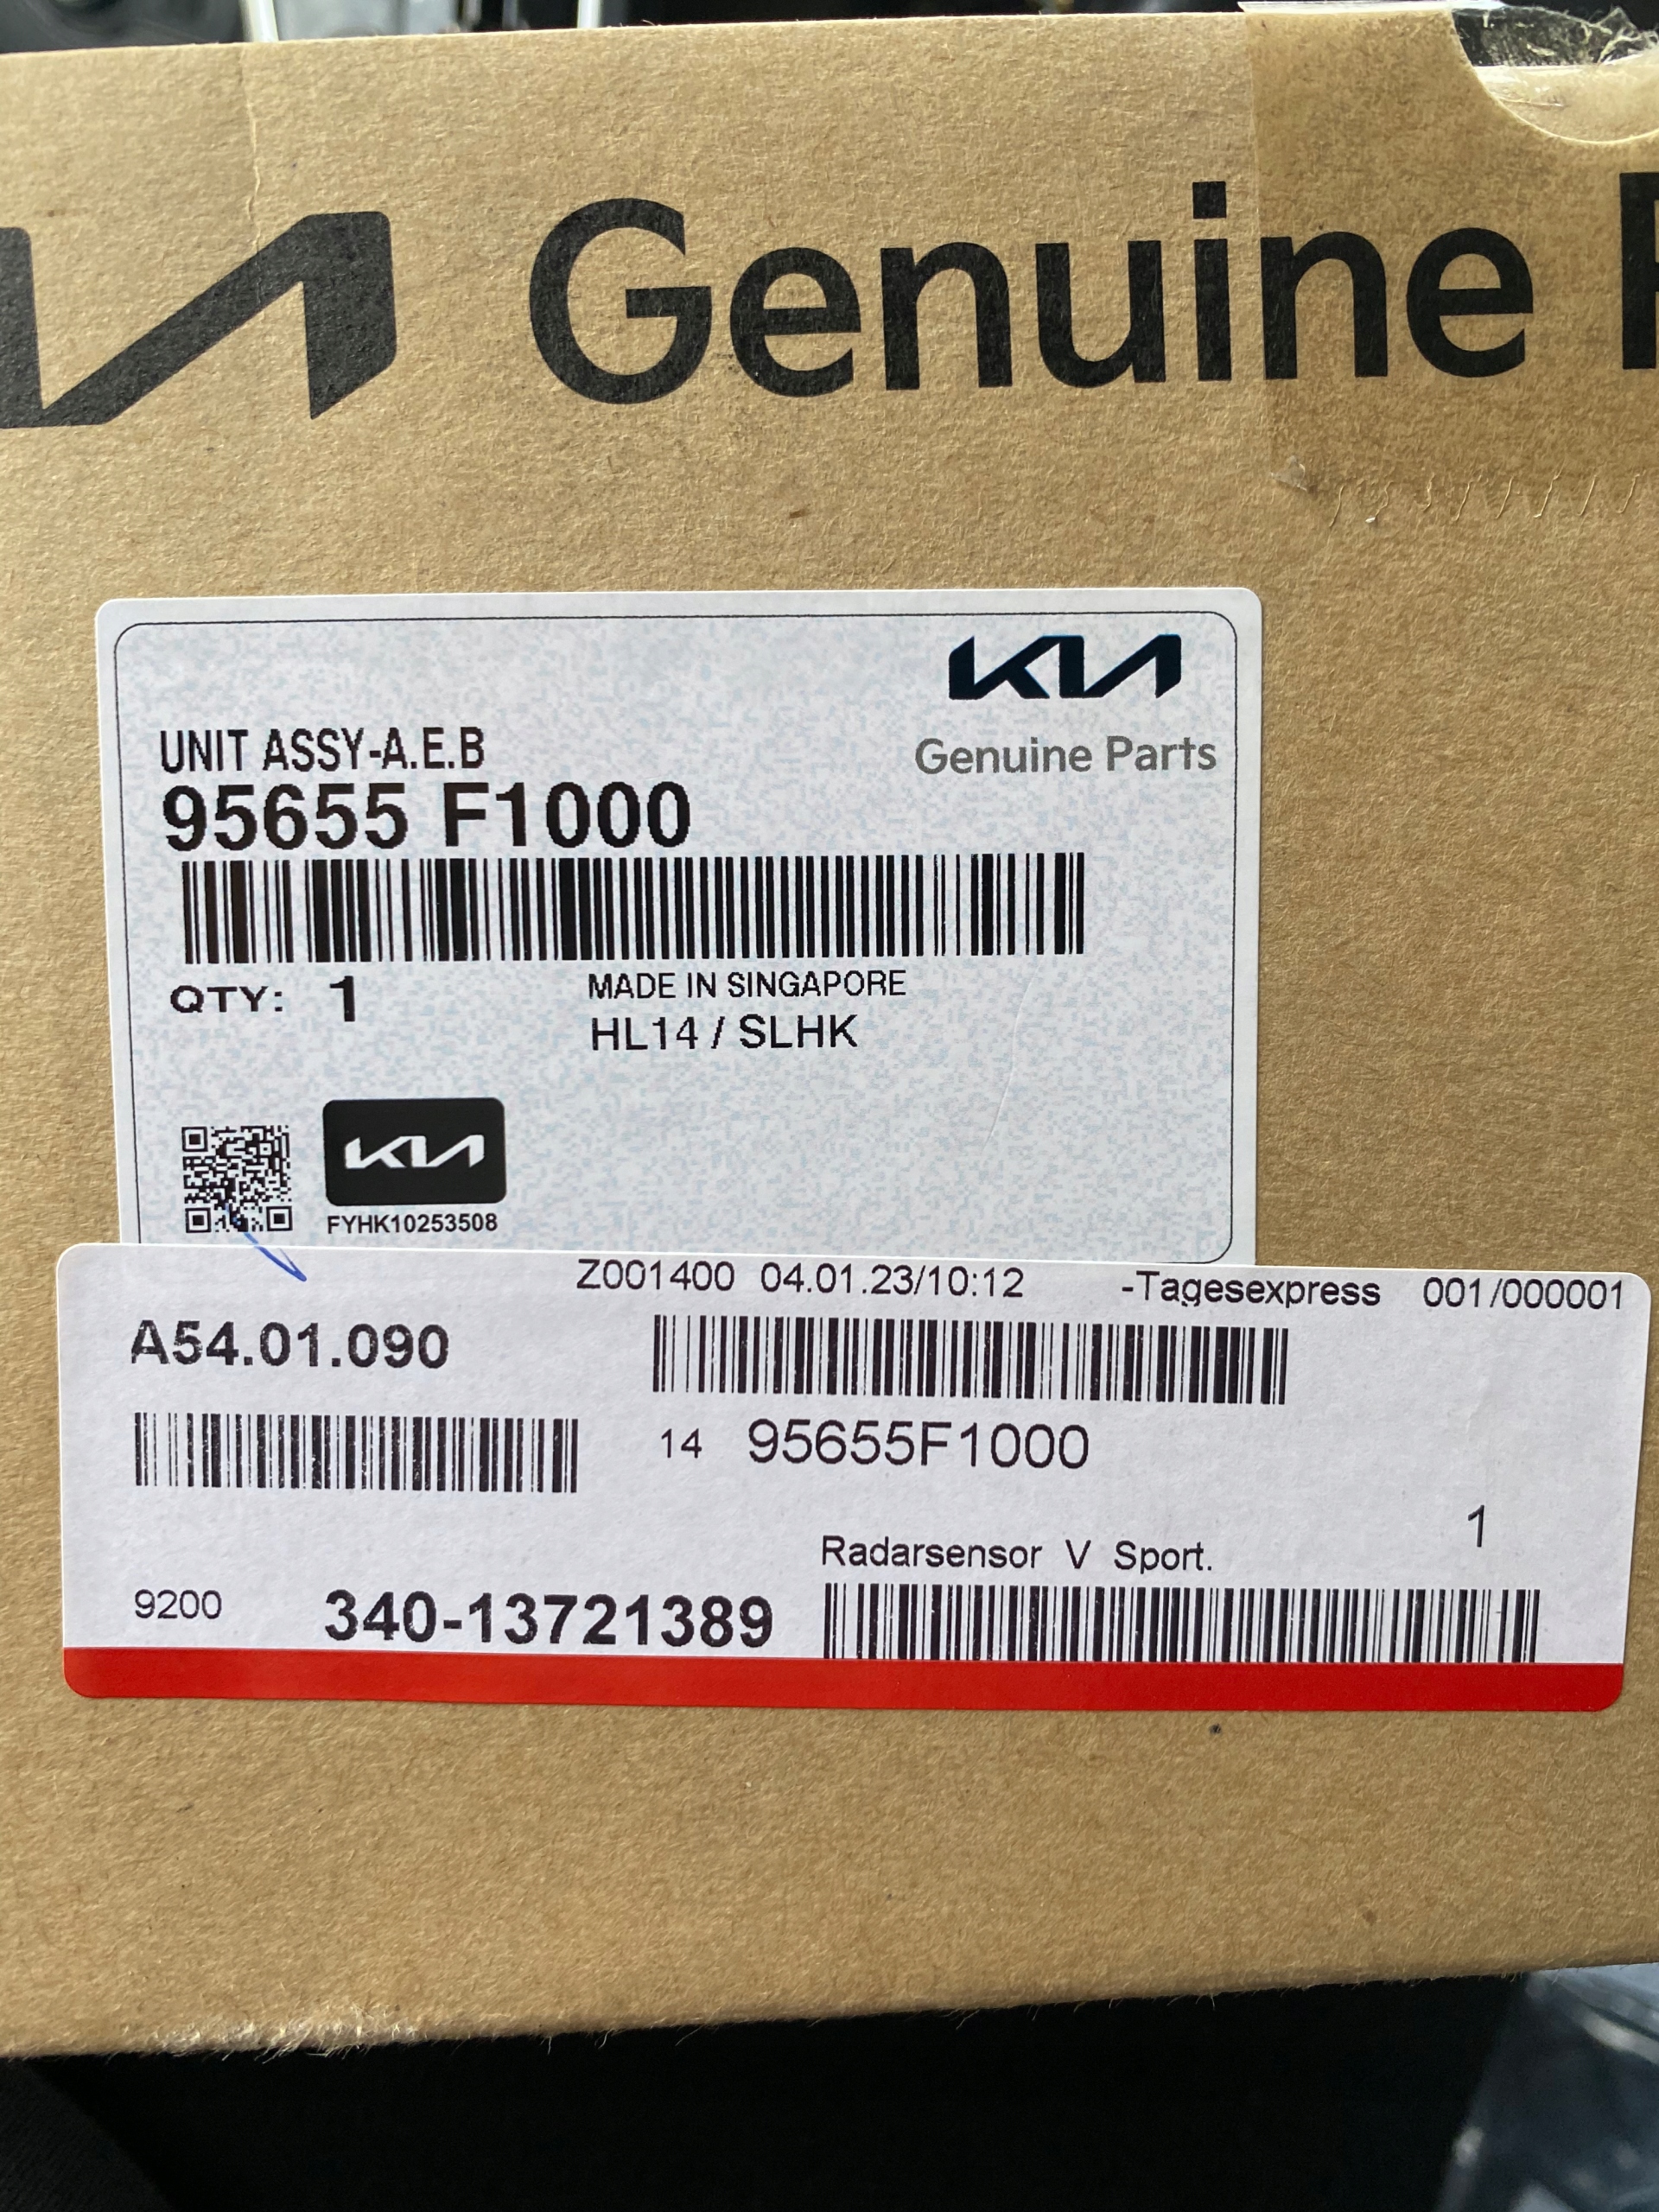 Genuine
KIA
Genuine Parts
UNIT ASSY-A.E.B
95655 F1000
QTY: 1
MADE IN SINGAPORE
HL14 / SLHK
KIA
FYHK10253508
Z001400 04.01.23/10:12 -Tagesexpress 001/000001
A54.01.090
14 95655F1000
1
Radarsensor V Sport.
9200 340-13721389